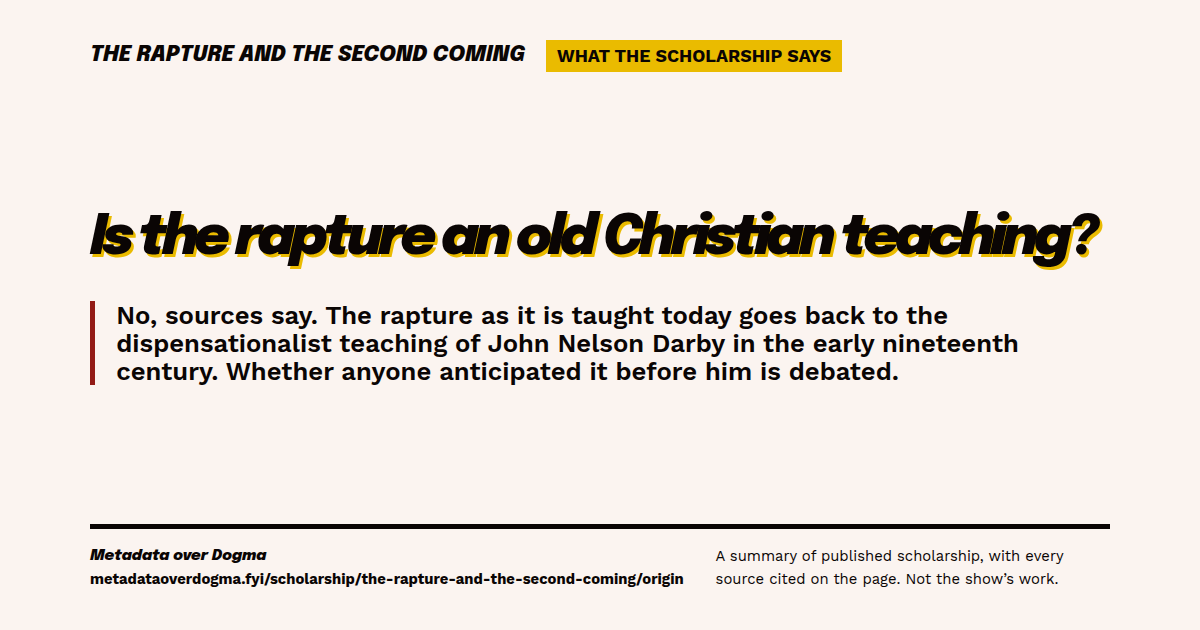 THE RAPTURE AND THE SECOND COMING
WHAT THE SCHOLARSHIP SAYS
Is the rapture an old Christian teaching?
No, sources say. The rapture as it is taught today goes back to the
dispensationalist teaching of John Nelson Darby in the early nineteenth
century. Whether anyone anticipated it before him is debated.
Metadata over Dogma
metadataoverdogma.fyi/scholarship/the-rapture-and-the-second-coming/origin
A summary of published scholarship, with every
source cited on the page. Not the show’s work.